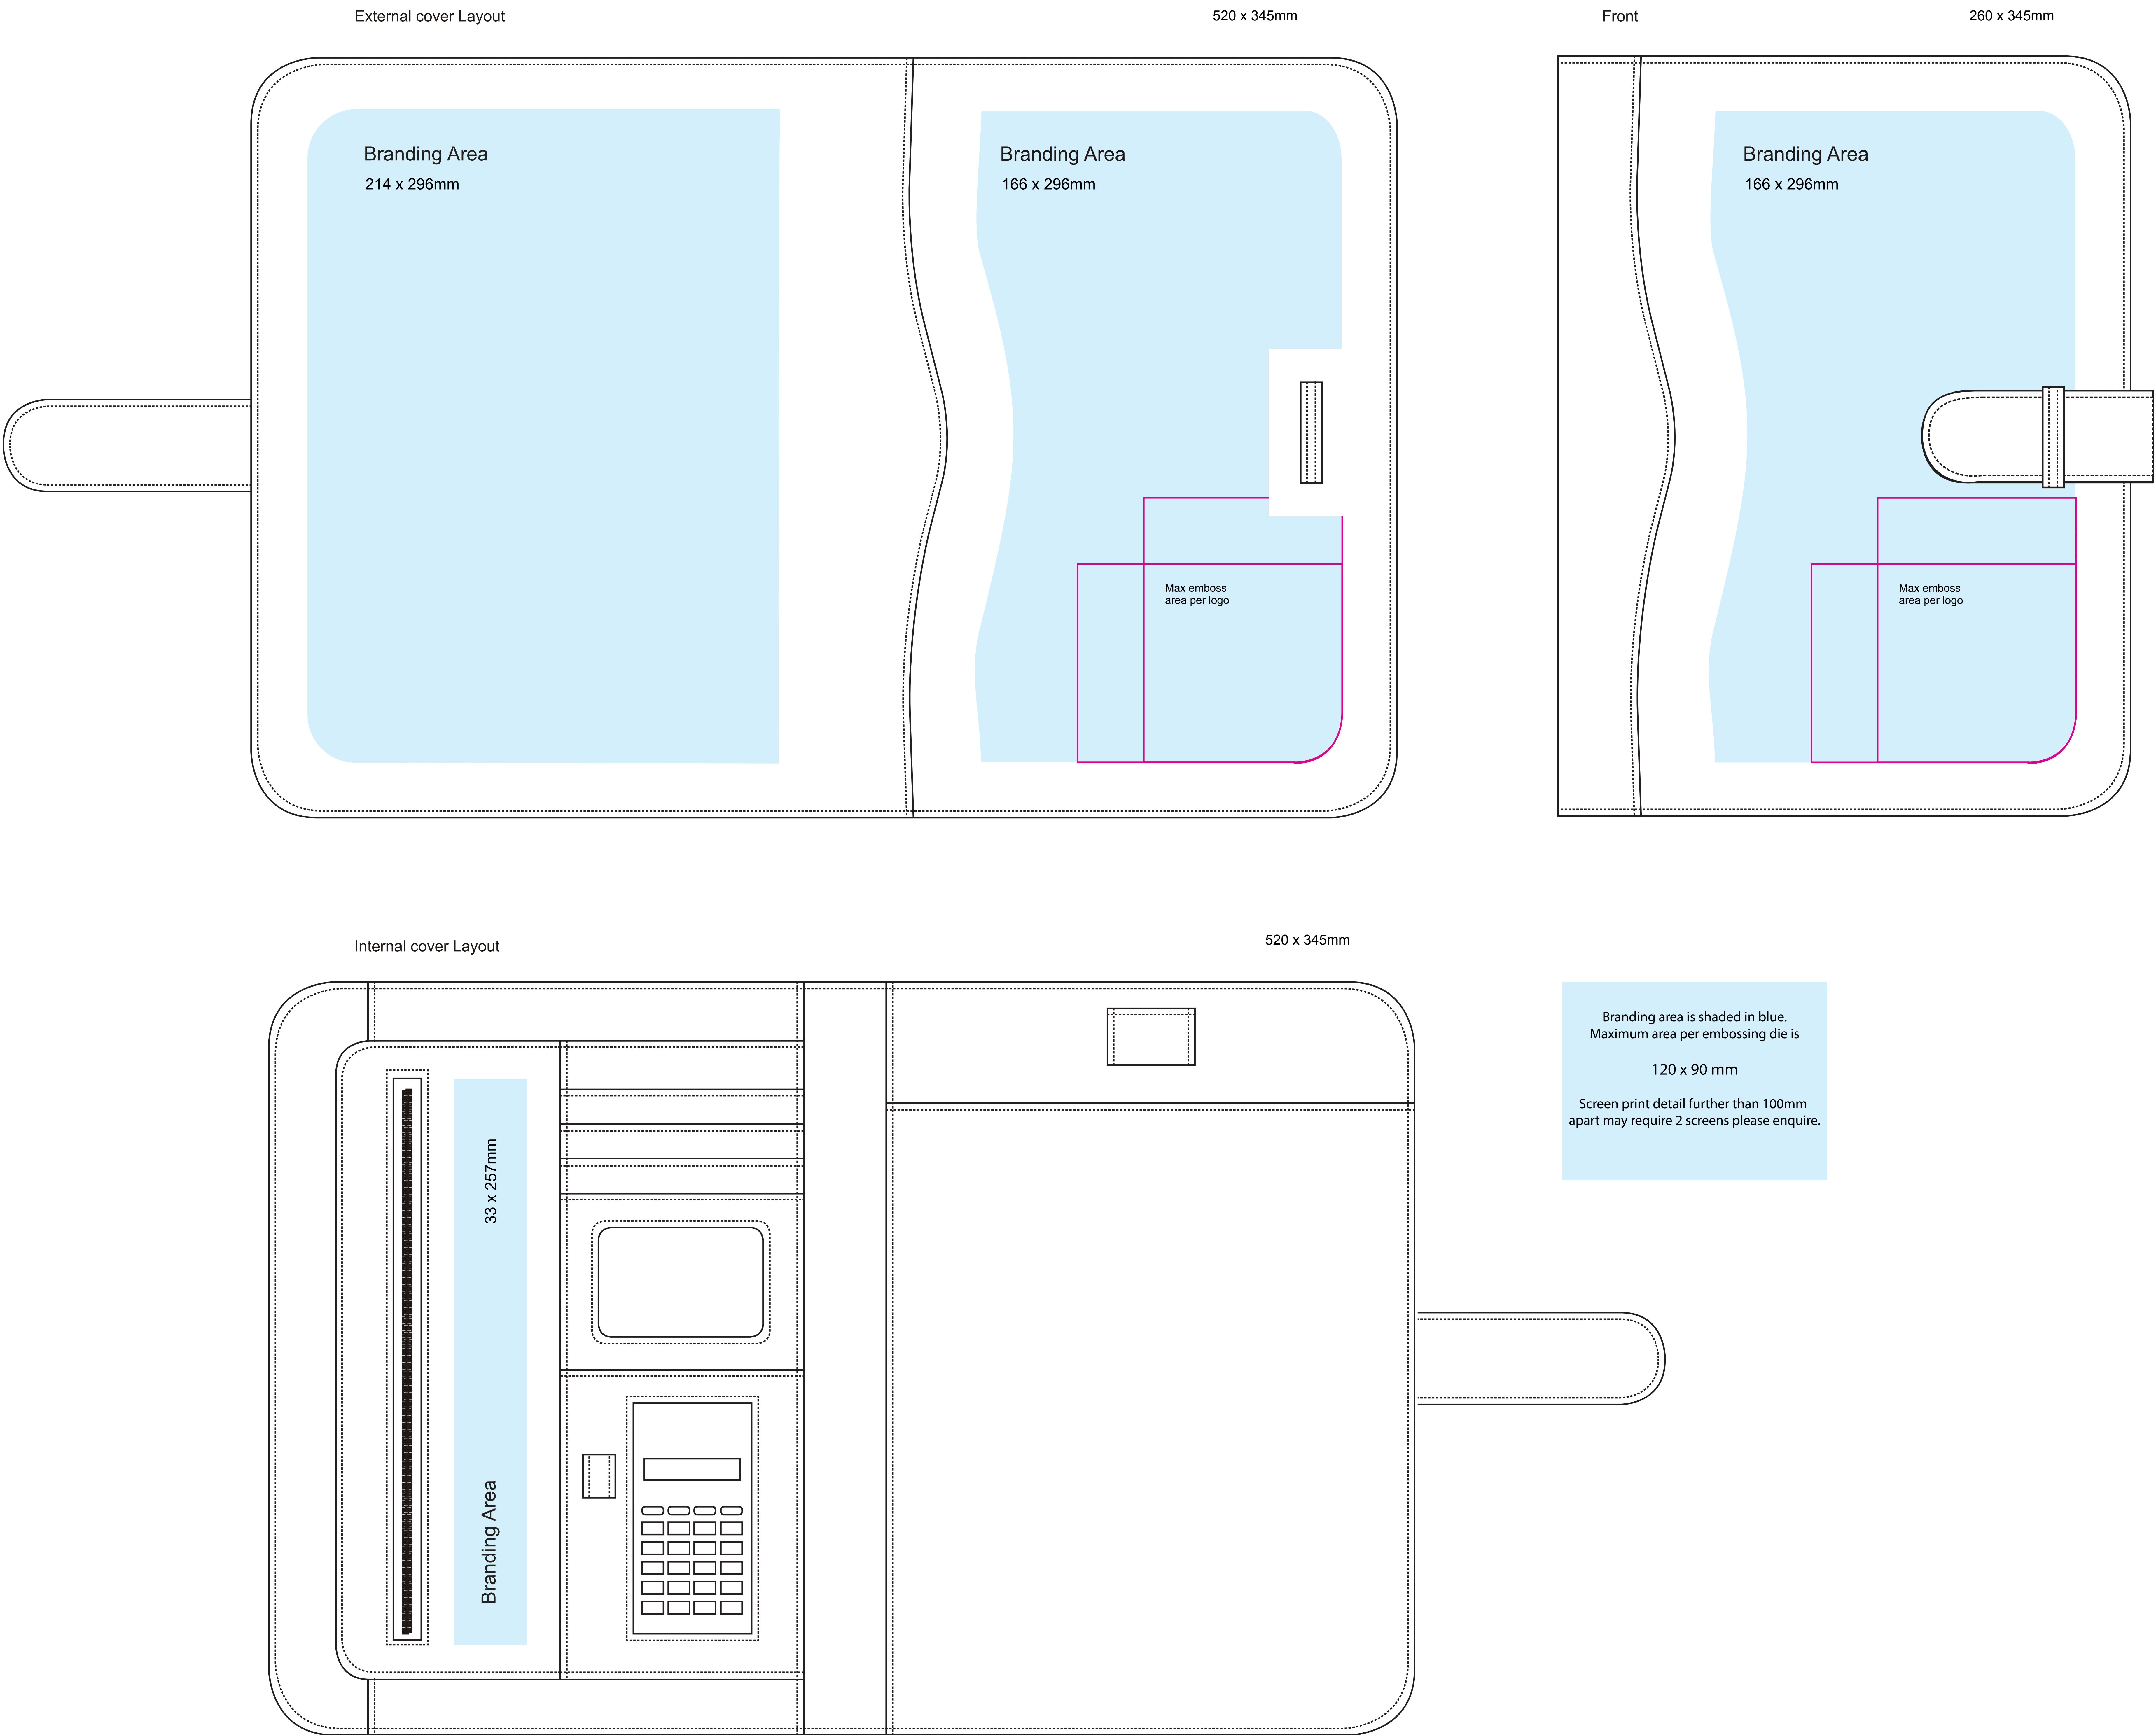 External cover Layout
520 x 345mm
Front
260 x 345mm
Branding Area
214 x 296mm
Branding Area
166 x 296mm
Max emboss
area per logo
Branding Area
166 x 296mm
Max emboss
area per logo
Internal cover Layout
520 x 345mm
33 x 257mm
Branding Area
Branding area is shaded in blue.
Maximum area per embossing die is
120 x 90 mm
Screen print detail further than 100mm
apart may require 2 screens please enquire.